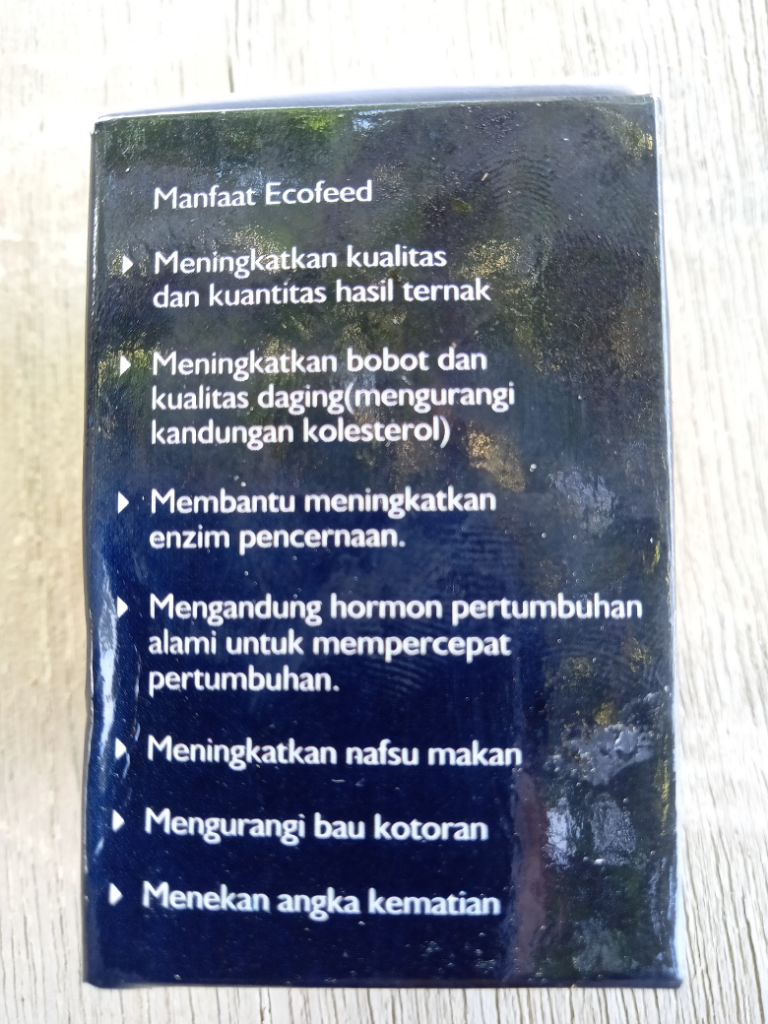 Manfaat Ecofeed
Meningkatkan kualitas
dan kuantitas hasil ternak
Meningkatkan bobot dan
kualitas daging(mengurangi
kandungan kolesterol)
Membantu meningkatkan
enzim pencernaan.
Mengandung hormon pertumbuhan
alami untuk mempercepat
pertumbuhan.
Meningkatkan nafsu makan
Mengurangi bau kotoran
Menekan angka kematian